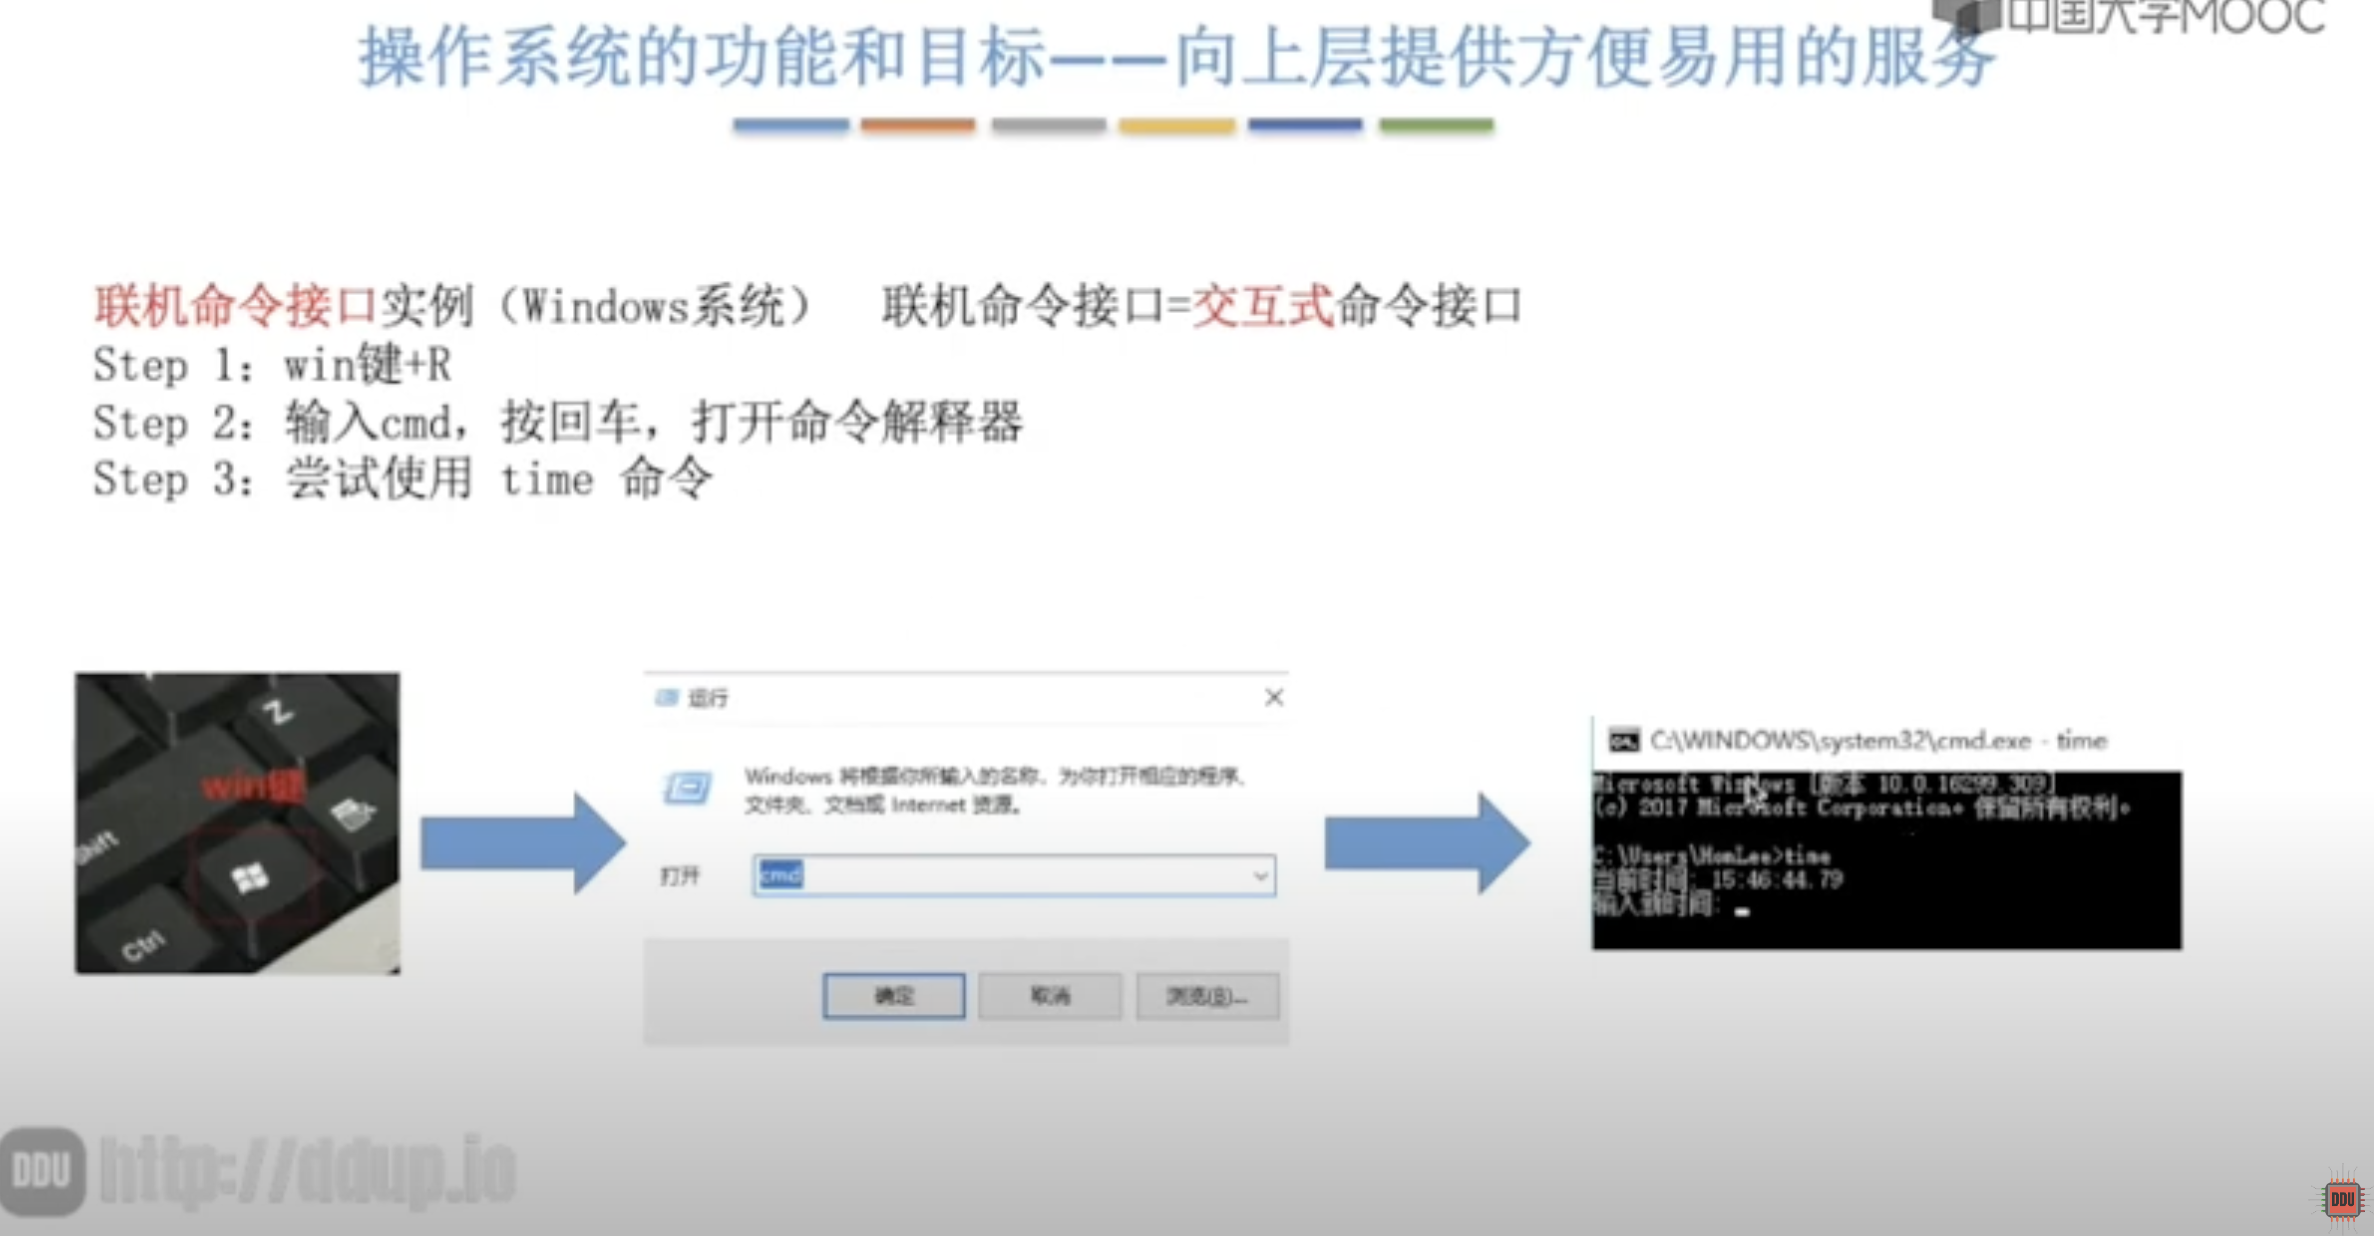 中国大学MOOC
操作系统的功能和目标——向上层提供方便易用的服务
联机命令接口实例（Windows系统） 联机命令接口=交互式命令接口
Step 1：win键+R
Step 2：输入cmd，按回车，打开命令解释器
Step 3：尝试使用 time 命令
Z
win键
Shift
Ctrl
运行
Windows 将根据你所输入的名称，为你打开相应的程序、
文件夹、文档或 Internet 资源。
打开
cmd
确定
取消
浏览(B)...
C:\WINDOWS\system32\cmd.exe - time
Microsoft Windows [版本 10.0.16299.309]
(c) 2017 Microsoft Corporation。保留所有权利。
C:\Users\HomLee>time
当前时间: 15:46:44.79
输入新时间:
DDU http://ddup.io
DDU